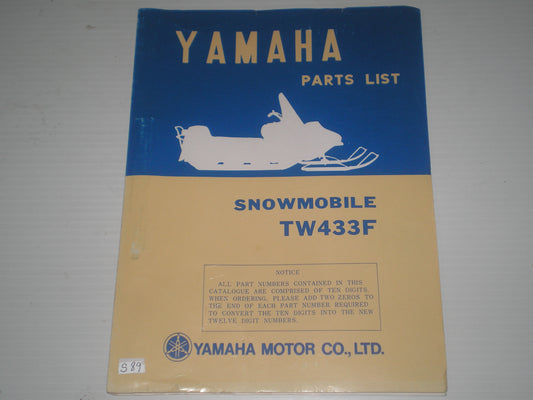 YAMAHA
PARTS LIST
SNOWMOBILE
TW433F
NOTICE
ALL PART NUMBERS CONTAINED IN THIS
CATALOGUE ARE COMPRISED OF TEN DIGITS.
WHEN ORDERING, PLEASE ADD TWO ZEROS TO
THE END OF EACH PART NUMBER REQUIRED
TO CONVERT THE TEN DIGITS INTO THE NEW
TWELVE DIGIT NUMBERS.
YAMAHA MOTOR CO., LTD.
S89